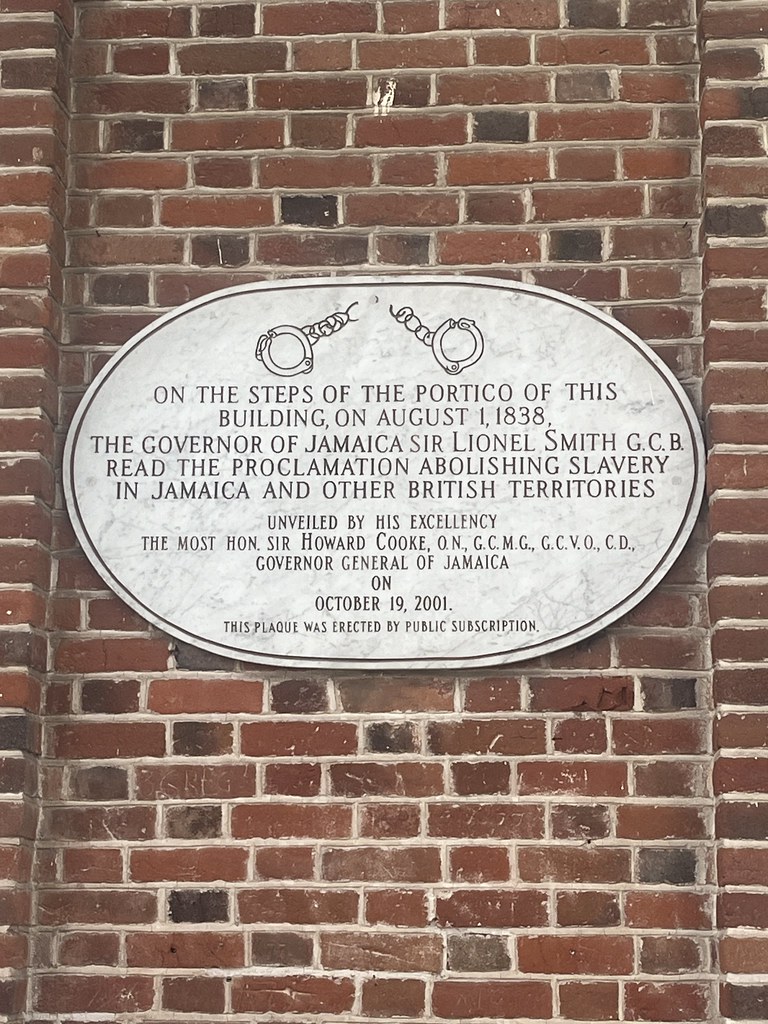 ON THE STEPS OF THE PORTICO OF THIS
BUILDING, ON AUGUST 1, 1838,
THE GOVERNOR OF JAMAICA SIR LIONEL SMITH G.C.B.
READ THE PROCLAMATION ABOLISHING SLAVERY
IN JAMAICA AND OTHER BRITISH TERRITORIES
UNVEILED BY HIS EXCELLENCY
THE MOST HON. SIR HOWARD COOKE, O.N., G.C.M.G., G.C.V.O., C.D.,
GOVERNOR GENERAL OF JAMAICA
ON
OCTOBER 19, 2001.
THIS PLAQUE WAS ERECTED BY PUBLIC SUBSCRIPTION.